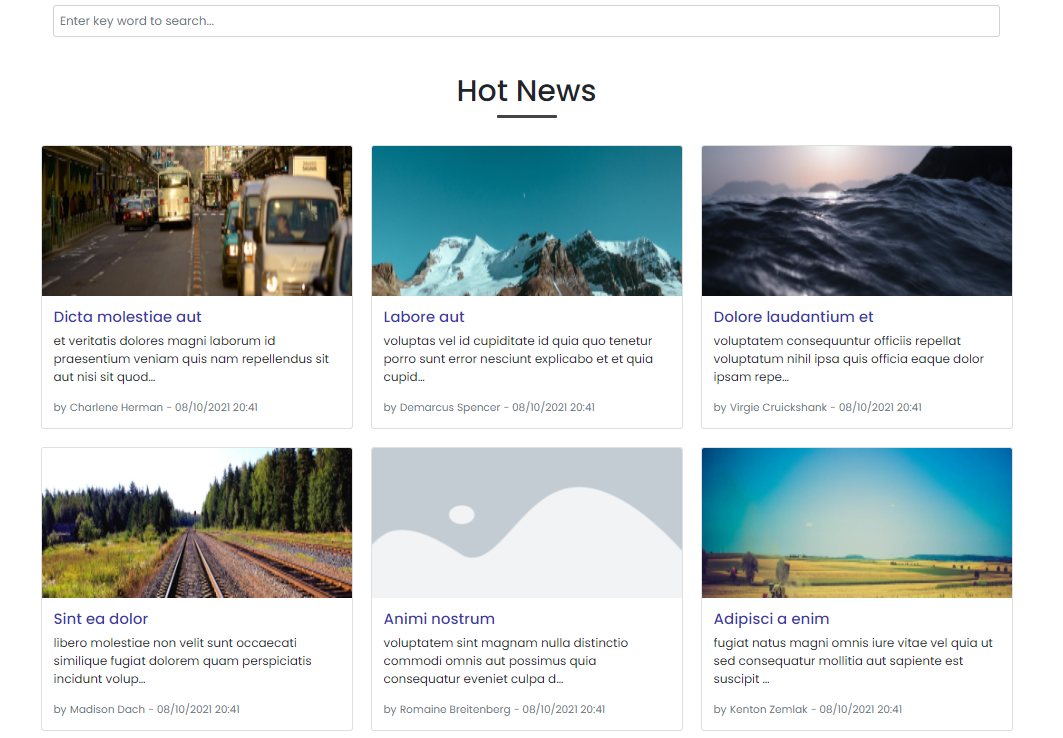 Enter key word to search...
Hot News
Dicta molestiae aut
et veritatis dolores magni laborum id
praesentium veniam quis nam repellendus sit
aut nisi sit quod...
by Charlene Herman - 08/10/2021 20:41
Labore aut
voluptas vel id cupiditate id quia quo tenetur
porro sunt error nesciunt explicabo et et quia
cupid...
by Demarcus Spencer - 08/10/2021 20:41
Dolore laudantium et
voluptatem consequuntur officiis repellat
voluptatum nihil ipsa quis officia eaque dolor
ipsam repe...
by Virgie Cruickshank - 08/10/2021 20:41
Sint ea dolor
libero molestiae non velit sunt occaecati
similique fugiat dolorem quam perspiciatis
incidunt volup...
by Madison Dach - 08/10/2021 20:41
Animi nostrum
voluptatem sint magnam nulla distinctio
commodi omnis aut possimus quia
consequatur eveniet culpa d...
by Romaine Breitenberg - 08/10/2021 20:41
Adipisci a enim
fugiat natus magni omnis iure vitae vel quia ut
sed consequatur mollitia aut sapiente est
suscipit ...
by Kenton Zemlak - 08/10/2021 20:41